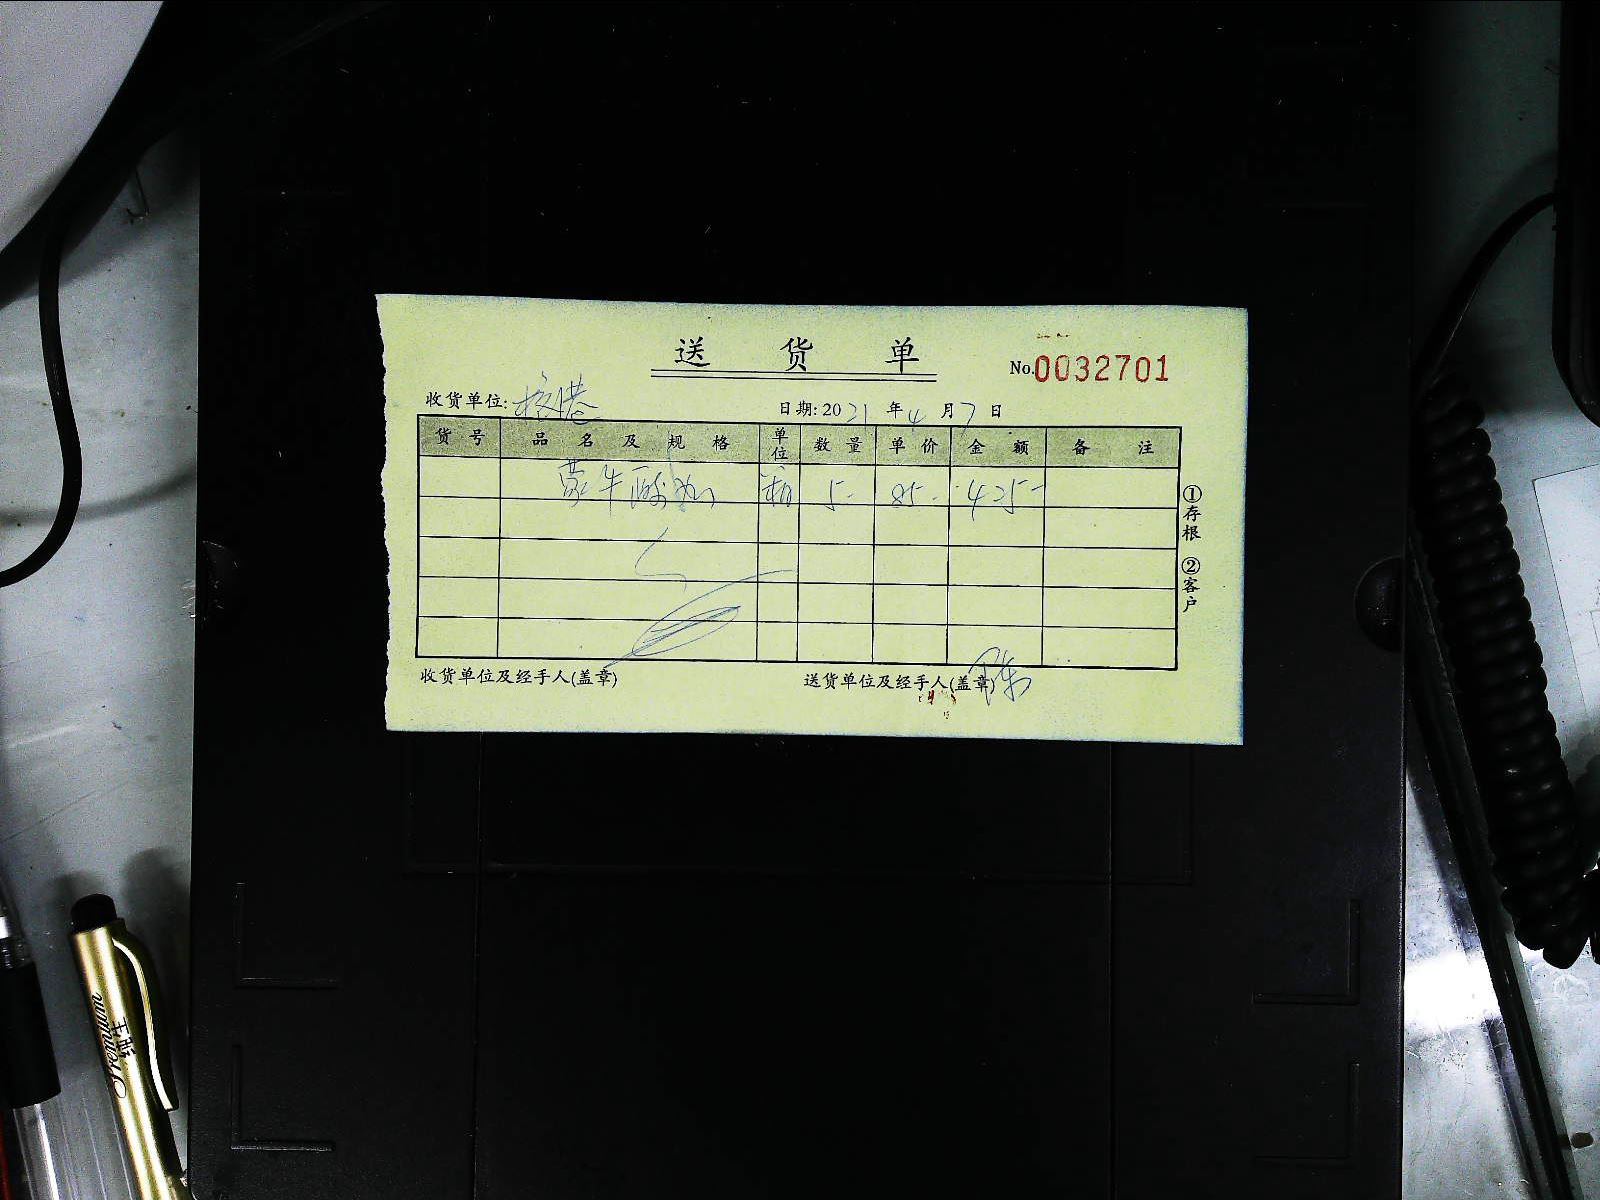 送 货 单
No.0032701
收货单位:
日期: 2021 年 4 月 7 日
货号 品名及规格 单位 数量 单价 金额 备注
蒙牛酸奶 箱 5- 85- 425-
①存根 ②客户
收货单位及经手人(盖章) 送货单位及经手人(盖章) 陈
Premium
油王